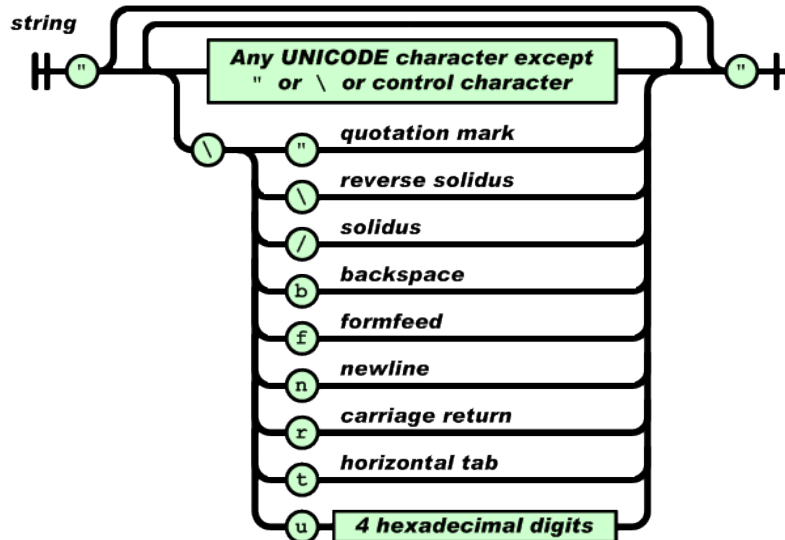 string
" Any UNICODE character except "
" or \ or control character
\ " quotation mark
\ reverse solidus
/ solidus
b backspace
f formfeed
n newline
r carriage return
t horizontal tab
u 4 hexadecimal digits